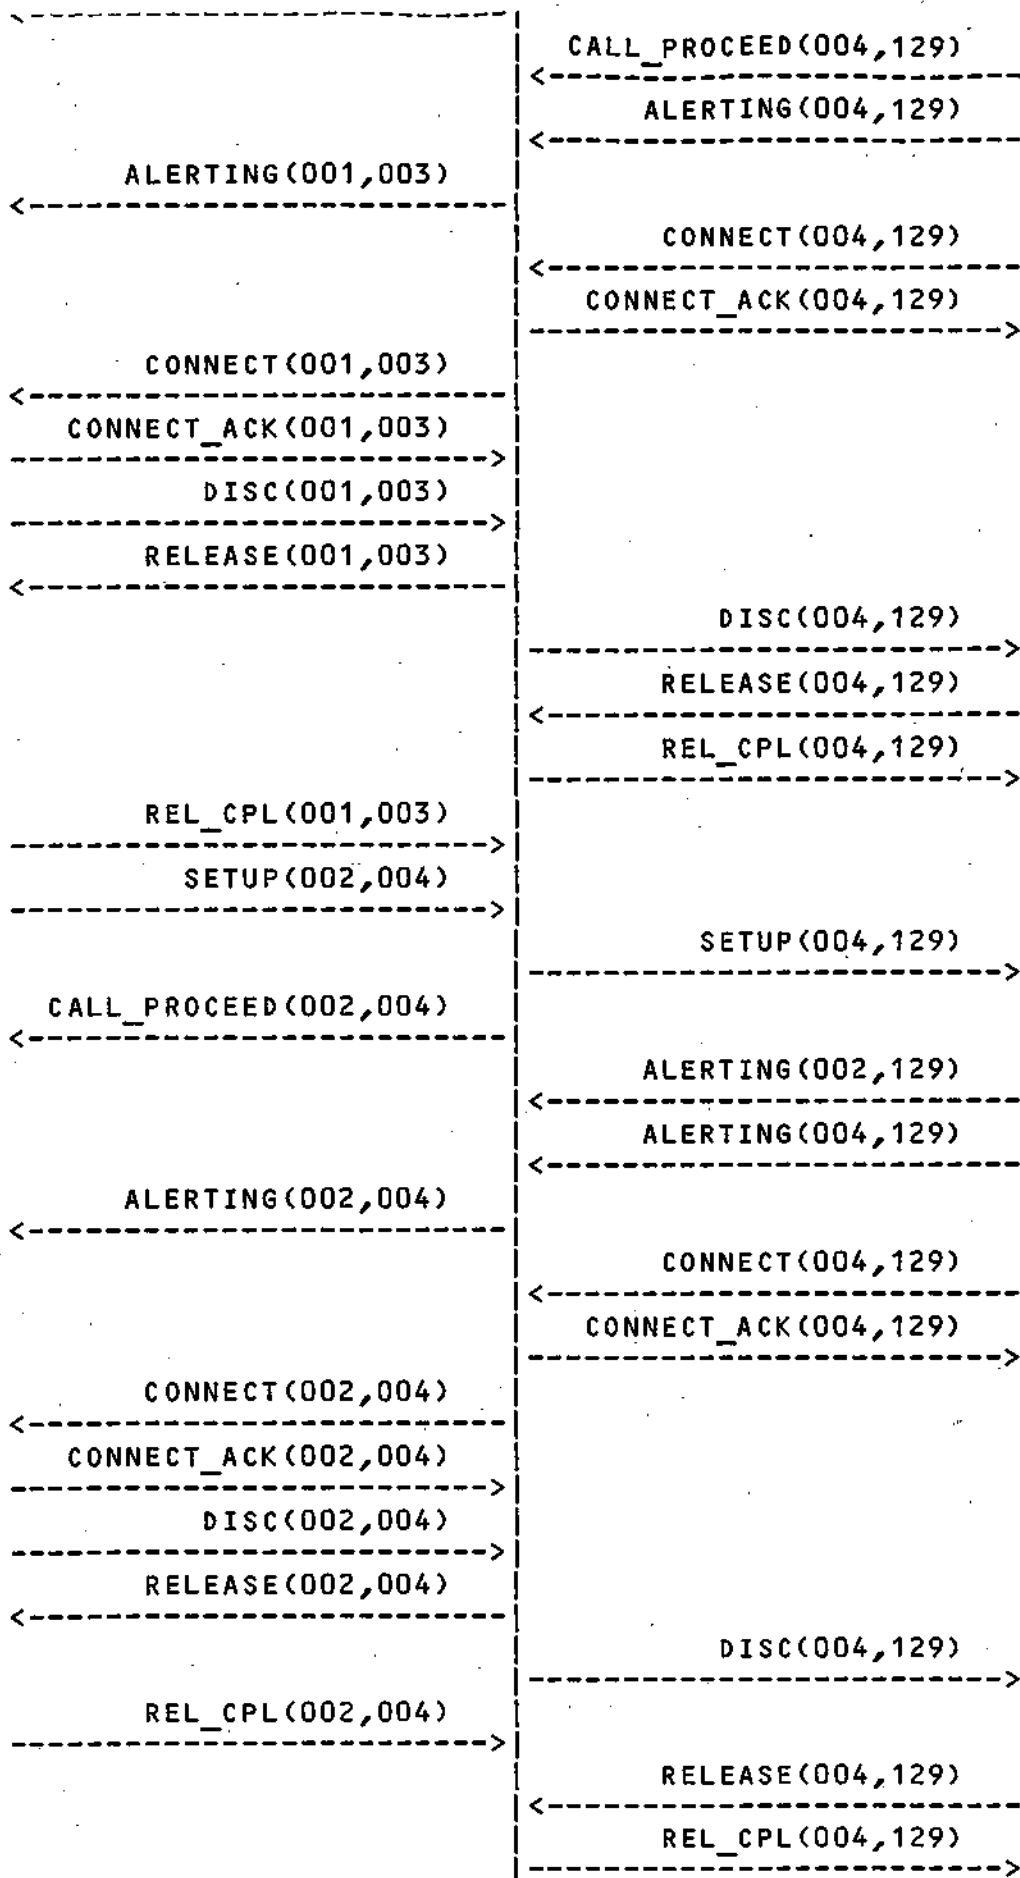 CALL_PROCEED(004,129)
ALERTING(004,129)
ALERTING(001,003)
CONNECT(004,129)
CONNECT_ACK(004,129)
CONNECT(001,003)
CONNECT_ACK(001,003)
DISC(001,003)
RELEASE(001,003)
DISC(004,129)
RELEASE(004,129)
REL_CPL(004,129)
REL_CPL(001,003)
SETUP(002,004)
SETUP(004,129)
CALL_PROCEED(002,004)
ALERTING(002,129)
ALERTING(004,129)
ALERTING(002,004)
CONNECT(004,129)
CONNECT_ACK(004,129)
CONNECT(002,004)
CONNECT_ACK(002,004)
DISC(002,004)
RELEASE(002,004)
DISC(004,129)
REL_CPL(002,004)
RELEASE(004,129)
REL_CPL(004,129)